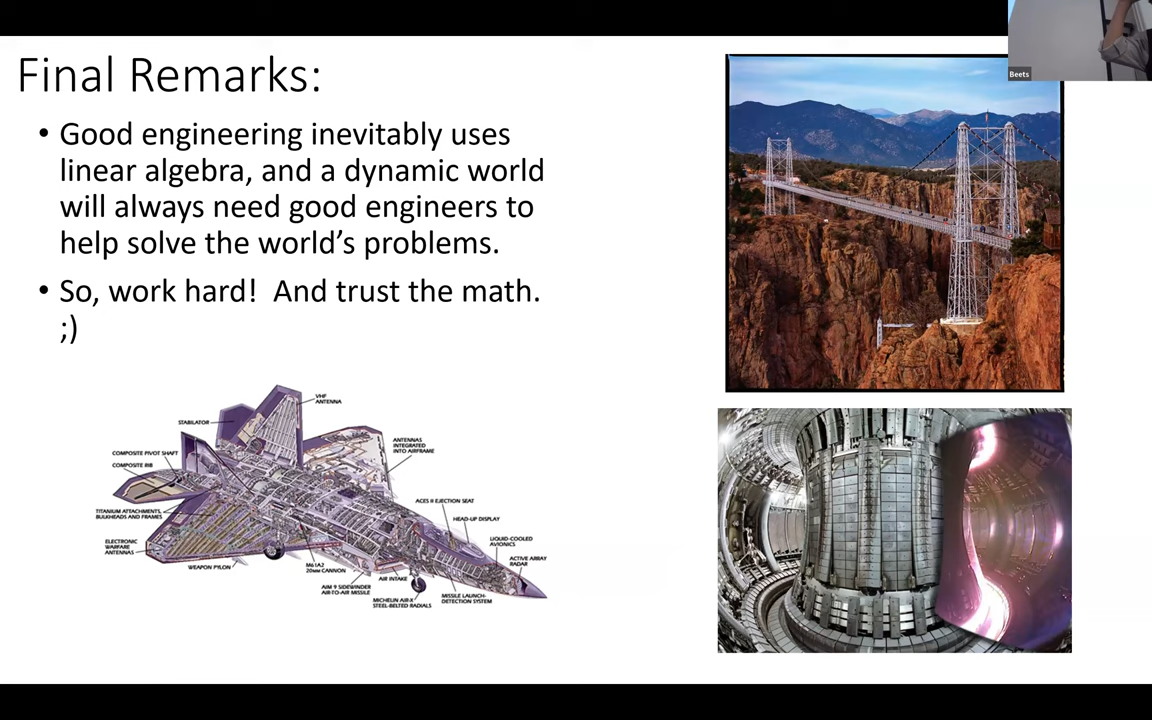 Beets
Final Remarks:
• Good engineering inevitably uses
linear algebra, and a dynamic world
will always need good engineers to
help solve the world’s problems.
• So, work hard!  And trust the math.
;)
VHF
ANTENNA
STABILATOR
ANTENNAS
INTEGRATED
INTO AIRFRAME
COMPOSITE PIVOT SHAFT
COMPOSITE RIB
ACES II EJECTION SEAT
TITANIUM ATTACHMENTS,
BULKHEADS AND FRAMES
HEAD-UP DISPLAY
ELECTRONIC
WARFARE
ANTENNAS
LIQUID-COOLED
AVIONICS
ACTIVE ARRAY
RADAR
WEAPON PYLON
M61A2
20MM CANNON
AIR INTAKE
AIM 9 SIDEWINDER
AIR-TO-AIR MISSILE
MICHELIN AIR-X
STEEL-BELTED RADIALS
MISSILE LAUNCH-
DETECTION SYSTEM